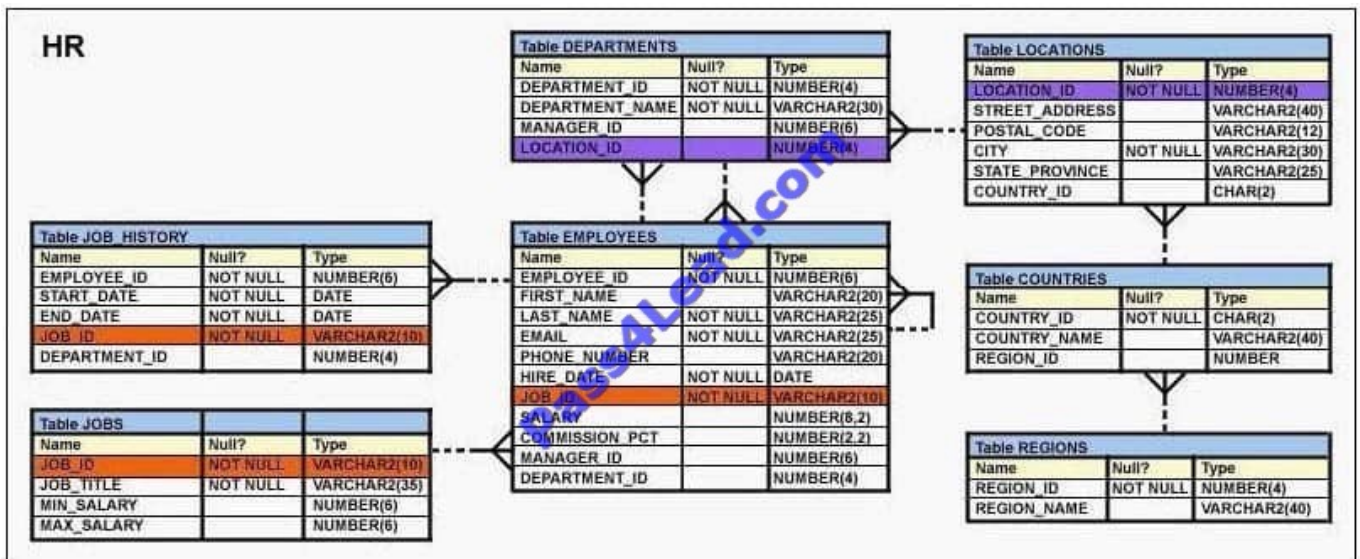 HR
Table DEPARTMENTS
Name Null? Type
DEPARTMENT_ID NOT NULL NUMBER(4)
DEPARTMENT_NAME NOT NULL VARCHAR2(30)
MANAGER_ID NUMBER(6)
LOCATION_ID NUMBER(4)
Table LOCATIONS
Name Null? Type
LOCATION_ID NOT NULL NUMBER(4)
STREET_ADDRESS VARCHAR2(40)
POSTAL_CODE VARCHAR2(12)
CITY NOT NULL VARCHAR2(30)
STATE_PROVINCE VARCHAR2(25)
COUNTRY_ID CHAR(2)
Table JOB_HISTORY
Name Null? Type
EMPLOYEE_ID NOT NULL NUMBER(6)
START_DATE NOT NULL DATE
END_DATE NOT NULL DATE
JOB_ID NOT NULL VARCHAR2(10)
DEPARTMENT_ID NUMBER(4)
Table EMPLOYEES
Name Null? Type
EMPLOYEE_ID NOT NULL NUMBER(6)
FIRST_NAME VARCHAR2(20)
LAST_NAME NOT NULL VARCHAR2(25)
EMAIL NOT NULL VARCHAR2(25)
PHONE_NUMBER VARCHAR2(20)
HIRE_DATE NOT NULL DATE
JOB_ID NOT NULL VARCHAR2(10)
SALARY NUMBER(8,2)
COMMISSION_PCT NUMBER(2,2)
MANAGER_ID NUMBER(6)
DEPARTMENT_ID NUMBER(4)
Table COUNTRIES
Name Null? Type
COUNTRY_ID NOT NULL CHAR(2)
COUNTRY_NAME VARCHAR2(40)
REGION_ID NUMBER
Table JOBS
Name Null? Type
JOB_ID NOT NULL VARCHAR2(10)
JOB_TITLE NOT NULL VARCHAR2(35)
MIN_SALARY NUMBER(6)
MAX_SALARY NUMBER(6)
Table REGIONS
Name Null? Type
REGION_ID NOT NULL NUMBER(4)
REGION_NAME VARCHAR2(40)
Pass4Lead.com